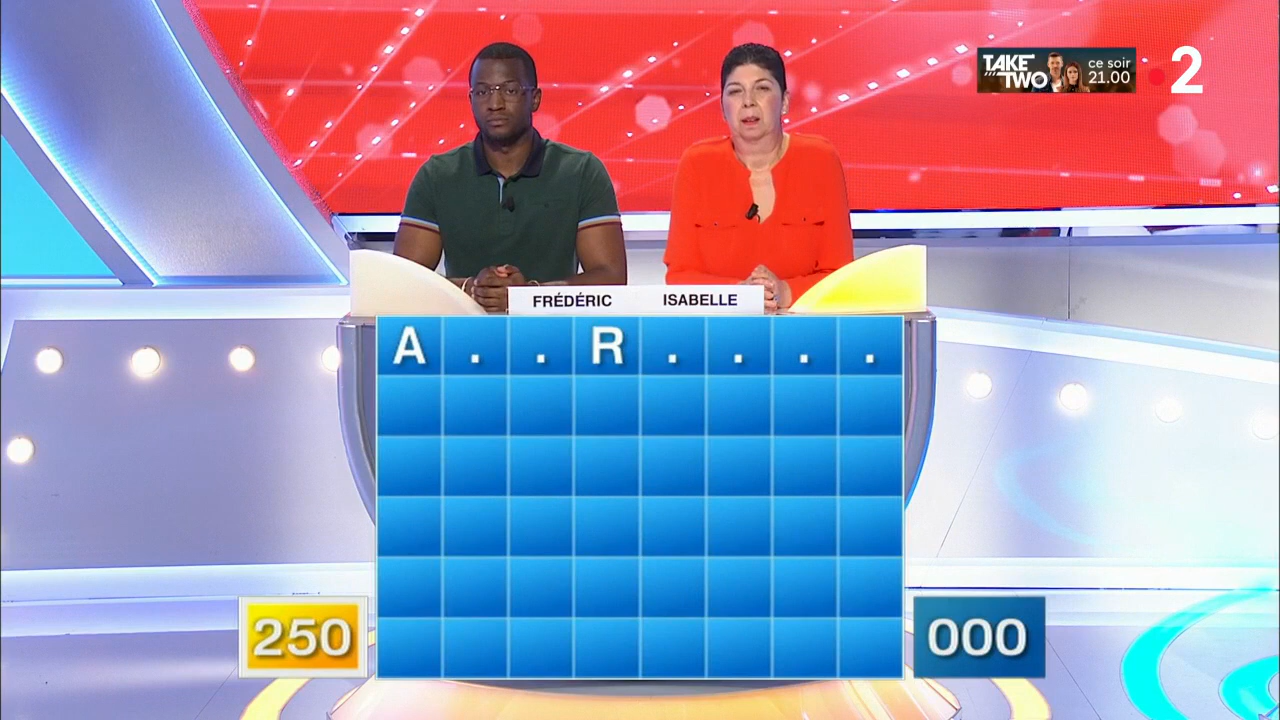 TAKE TWO
ce soir
21.00
2
FRÉDÉRIC ISABELLE
A . . R . . . .
250
000